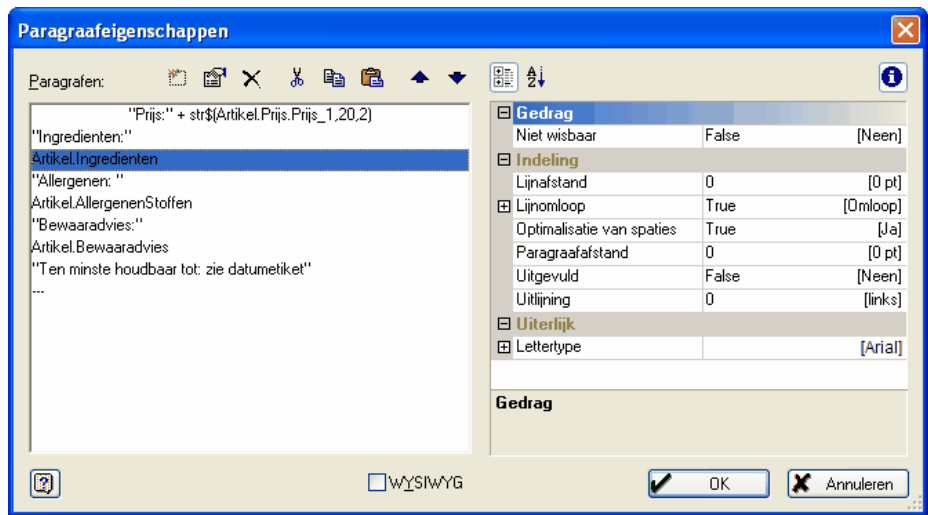 Paragraafeigenschappen
Paragrafen:
"Prijs:" + str$(Artikel.Prijs.Prijs_1,20,2)
"Ingredienten:"
Artikel.Ingredienten
"Allergenen: "
Artikel.AllergenenStoffen
"Bewaaradvies:"
Artikel.Bewaaradvies
"Ten minste houdbaar tot: zie datumetiket"
---
Gedrag
Niet wisbaar False [Neen]
Indeling
Lijnafstand 0 [0 pt]
Lijnomloop True [Omloop]
Optimalisatie van spaties True [Ja]
Paragraafafstand 0 [0 pt]
Uitgevuld False [Neen]
Uitlijning 0 [links]
Uiterlijk
Lettertype [Arial]
Gedrag
WYSIWYG
OK
Annuleren